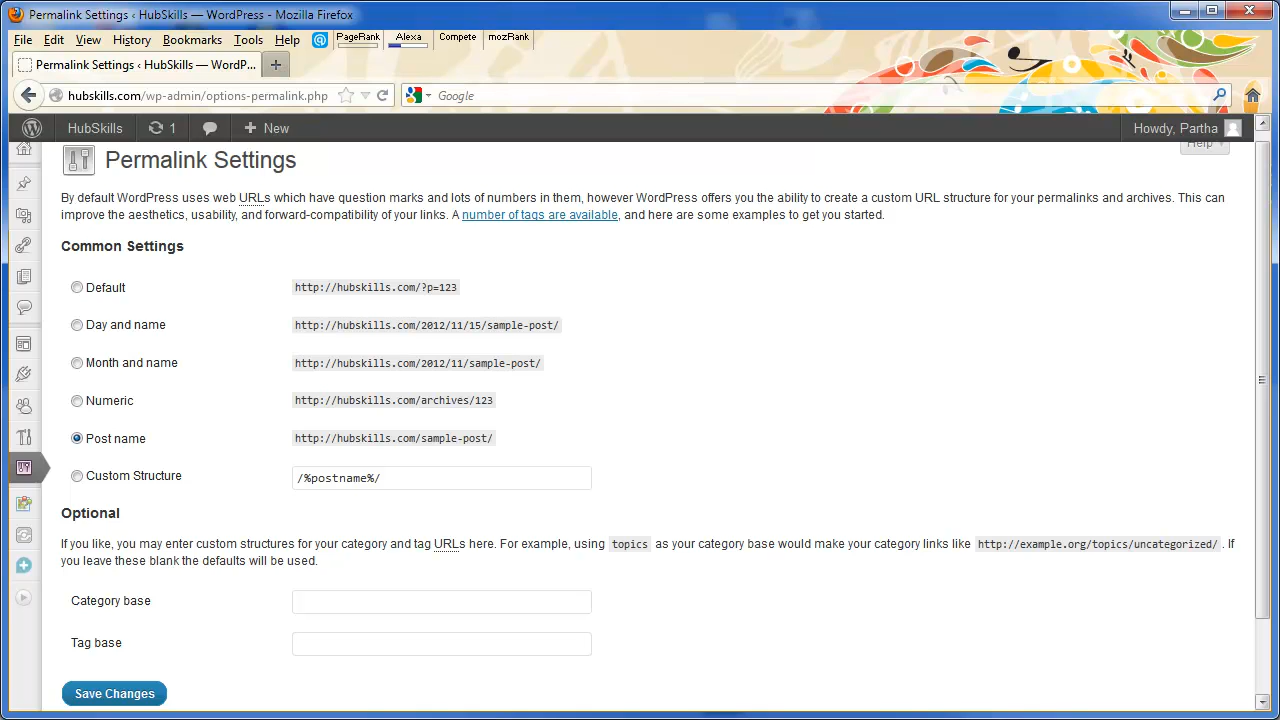 Permalink Settings ‹ HubSkills — WordPress - Mozilla Firefox
File Edit View History Bookmarks Tools Help @ PageRank Alexa Compete mozRank
Permalink Settings ‹ HubSkills — WordP... +
hubskills.com/wp-admin/options-permalink.php Google
HubSkills 1 + New Howdy, Partha
Help
Permalink Settings
By default WordPress uses web URLs which have question marks and lots of numbers in them, however WordPress offers you the ability to create a custom URL structure for your permalinks and archives. This can
improve the aesthetics, usability, and forward-compatibility of your links. A number of tags are available, and here are some examples to get you started.
Common Settings
Default http://hubskills.com/?p=123
Day and name http://hubskills.com/2012/11/15/sample-post/
Month and name http://hubskills.com/2012/11/sample-post/
Numeric http://hubskills.com/archives/123
Post name http://hubskills.com/sample-post/
Custom Structure /%postname%/
Optional
If you like, you may enter custom structures for your category and tag URLs here. For example, using topics as your category base would make your category links like http://example.org/topics/uncategorized/ . If
you leave these blank the defaults will be used.
Category base
Tag base
Save Changes